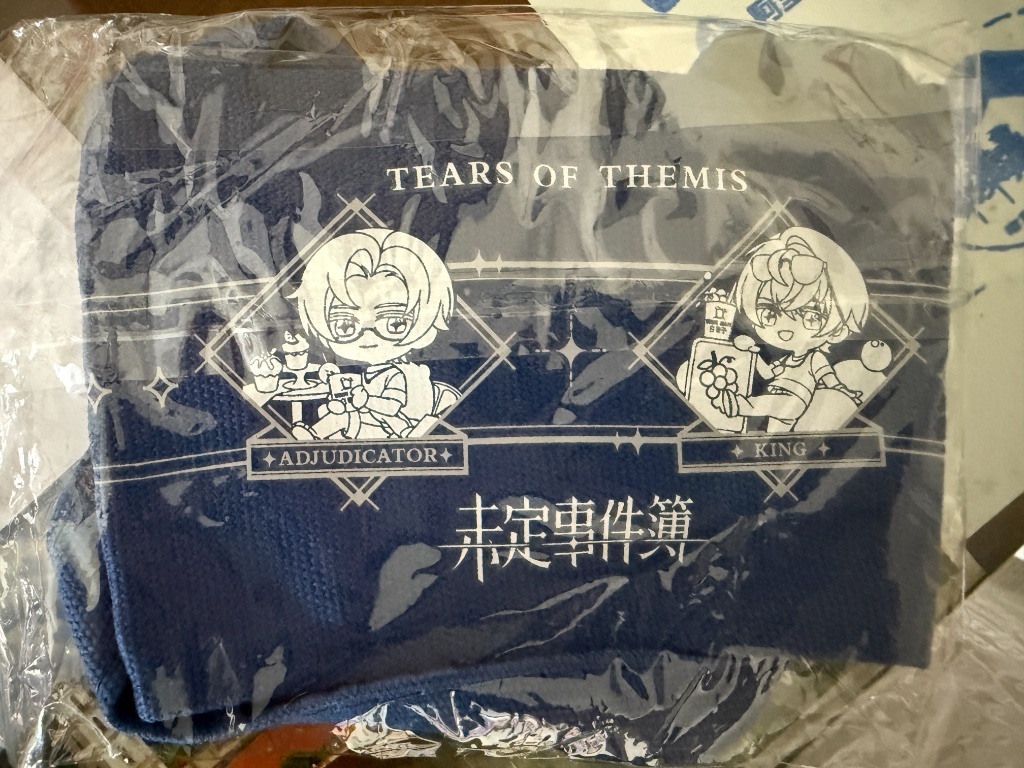 TEARS OF THEMIS
ADJUDICATOR
KING
未定事件簿